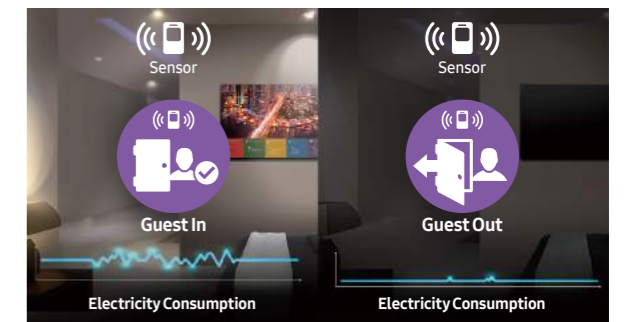 Sensor
Guest In
Electricity Consumption
Sensor
Guest Out
Electricity Consumption